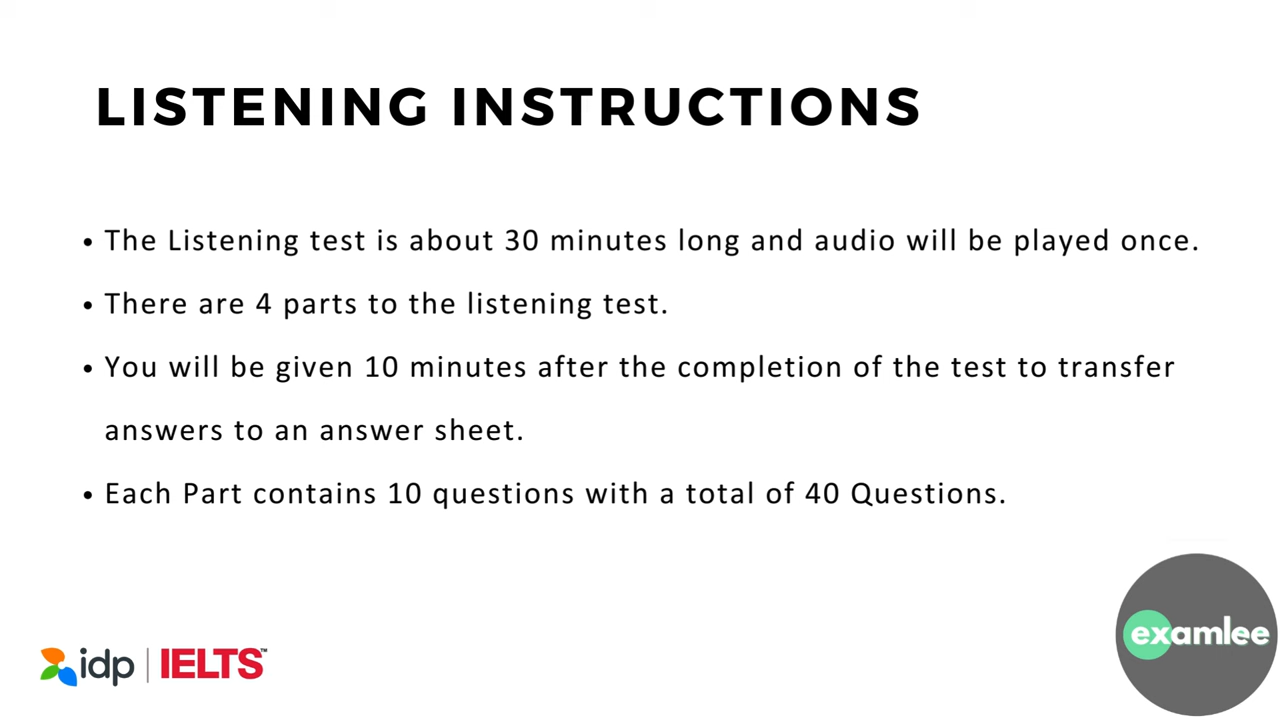 LISTENING INSTRUCTIONS
• The Listening test is about 30 minutes long and audio will be played once.
• There are 4 parts to the listening test.
• You will be given 10 minutes after the completion of the test to transfer
answers to an answer sheet.
• Each Part contains 10 questions with a total of 40 Questions.
idp | IELTS™
examlee